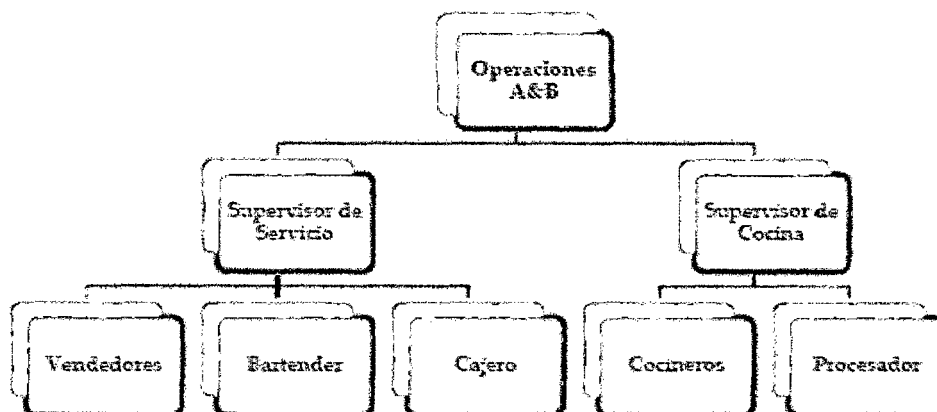 Operaciones
A&B
Supervisor de
Servicio
Supervisor de
Cocina
Vendedores
Bartender
Cajero
Cocineros
Procesador